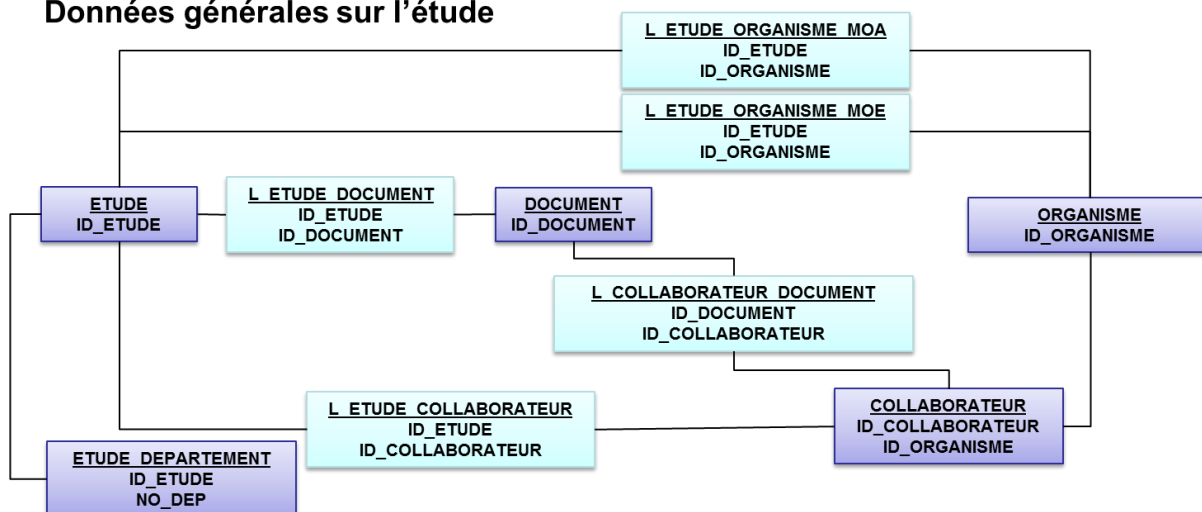 Données générales sur l'étude
L_ETUDE_ORGANISME_MOA
ID_ETUDE
ID_ORGANISME
L_ETUDE_ORGANISME_MOE
ID_ETUDE
ID_ORGANISME
ETUDE
ID_ETUDE
L_ETUDE_DOCUMENT
ID_ETUDE
ID_DOCUMENT
DOCUMENT
ID_DOCUMENT
ORGANISME
ID_ORGANISME
L_COLLABORATEUR_DOCUMENT
ID_DOCUMENT
ID_COLLABORATEUR
L_ETUDE_COLLABORATEUR
ID_ETUDE
ID_COLLABORATEUR
COLLABORATEUR
ID_COLLABORATEUR
ID_ORGANISME
ETUDE_DEPARTEMENT
ID_ETUDE
NO_DEP